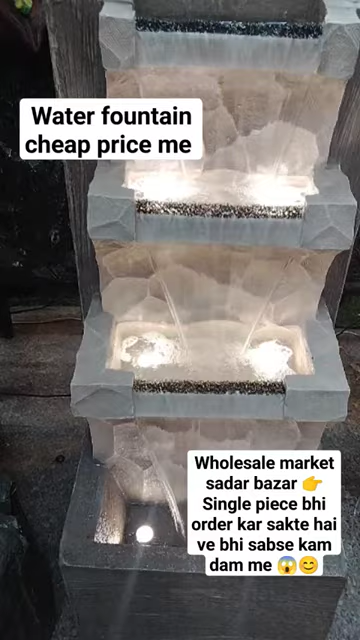 Water fountain
cheap price me
Wholesale market
sadar bazar 👉
Single piece bhi
order kar sakte hai
ve bhi sabse kam
dam me 😱😊